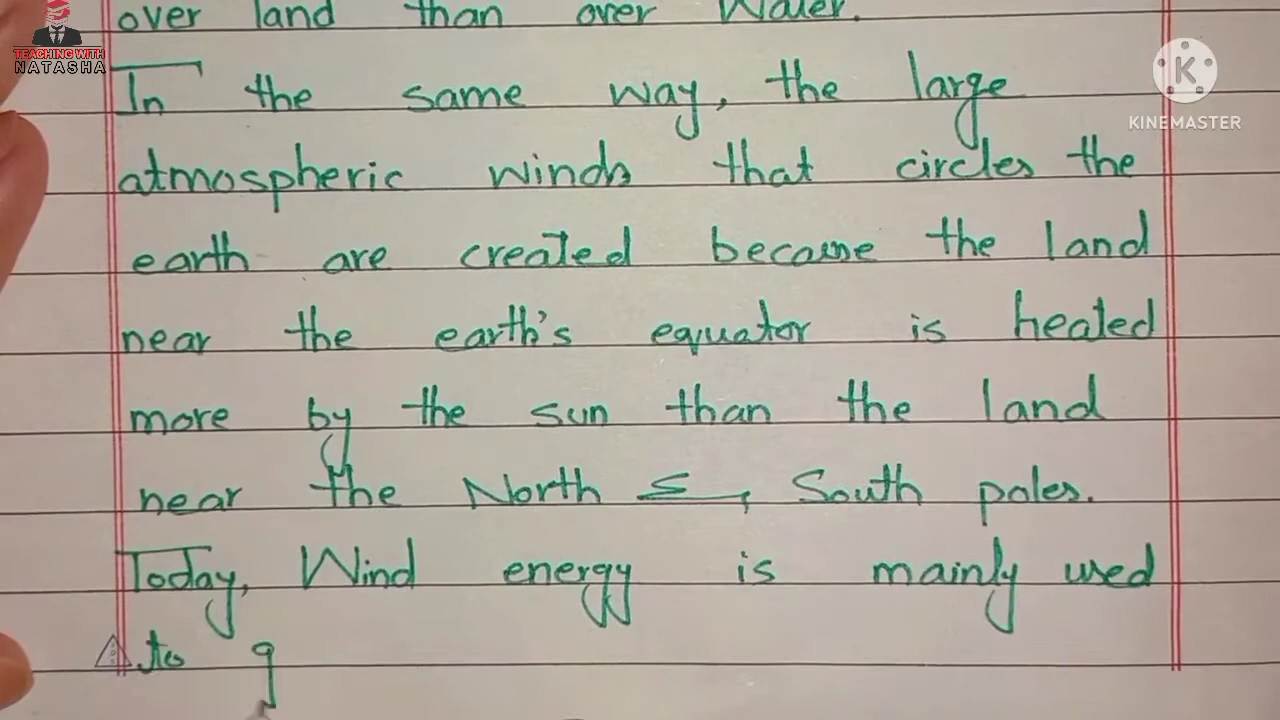 over land than over Water.
TEACHING WITH
NATASHA
In the same way, the large
KINEMASTER
atmospheric winds that circles the
earth are created because the land
near the earth's equator is heated
more by the sun than the land
near the North &, South poles.
Today, Wind energy is mainly used
to g